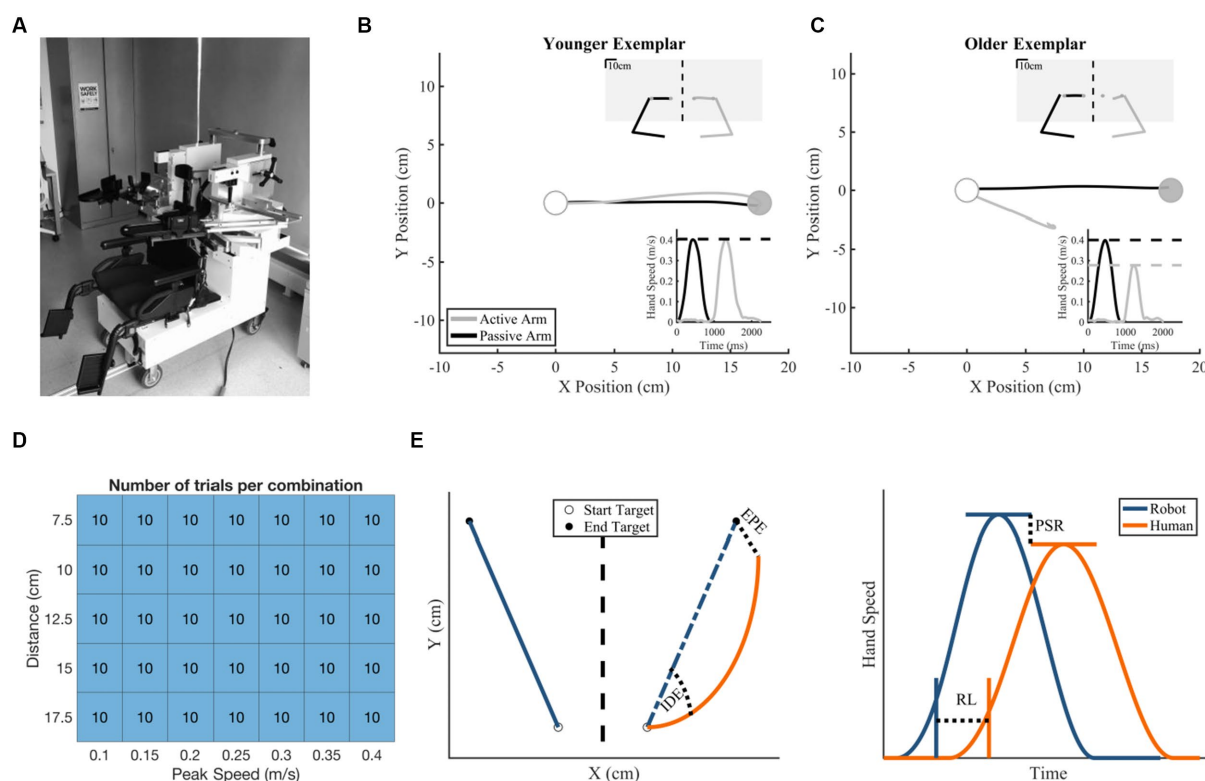 A
WORK
SAFELY
B
Younger Exemplar
10cm
Y Position (cm)
10
5
0
-5
-10
Hand Speed (m/s)
0.4
0.3
0.2
0.1
0
0
1000
2000
Time (ms)
Active Arm
Passive Arm
-10
-5
0
5
10
15
20
X Position (cm)
C
Older Exemplar
10cm
Y Position (cm)
10
5
0
-5
-10
Hand Speed (m/s)
0.4
0.3
0.2
0.1
0
0
1000
2000
Time (ms)
-10
-5
0
5
10
15
20
X Position (cm)
D
Number of trials per combination
Distance (cm)
7.5 10 10 10 10 10 10 10
10 10 10 10 10 10 10 10
12.5 10 10 10 10 10 10 10
15 10 10 10 10 10 10 10
17.5 10 10 10 10 10 10 10
0.1 0.15 0.2 0.25 0.3 0.35 0.4
Peak Speed (m/s)
E
Start Target
End Target
EPE
IDE
Y (cm)
X (cm)
Robot
Human
PSR
RL
Hand Speed
Time